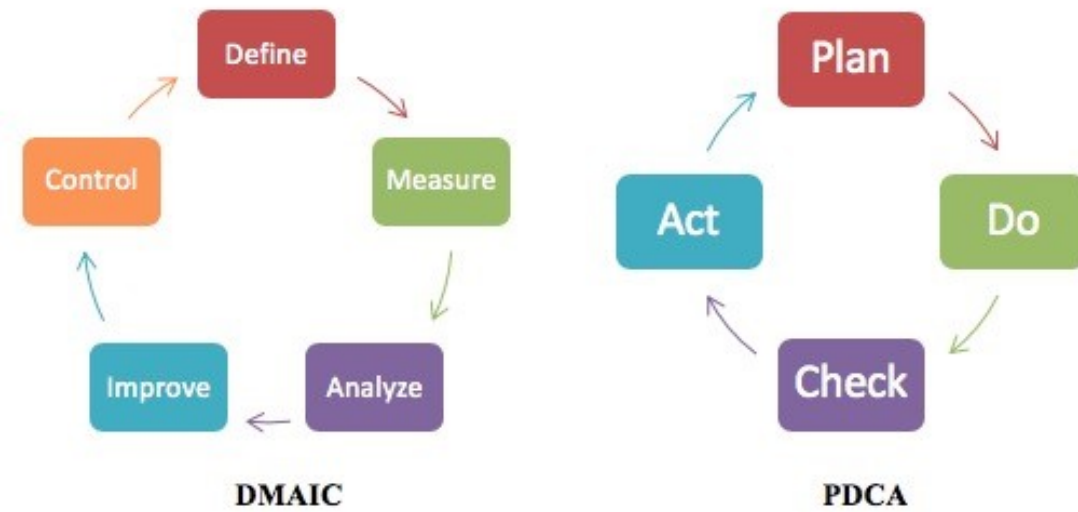 Define
Measure
Analyze
Improve
Control
DMAIC
Plan
Do
Check
Act
PDCA